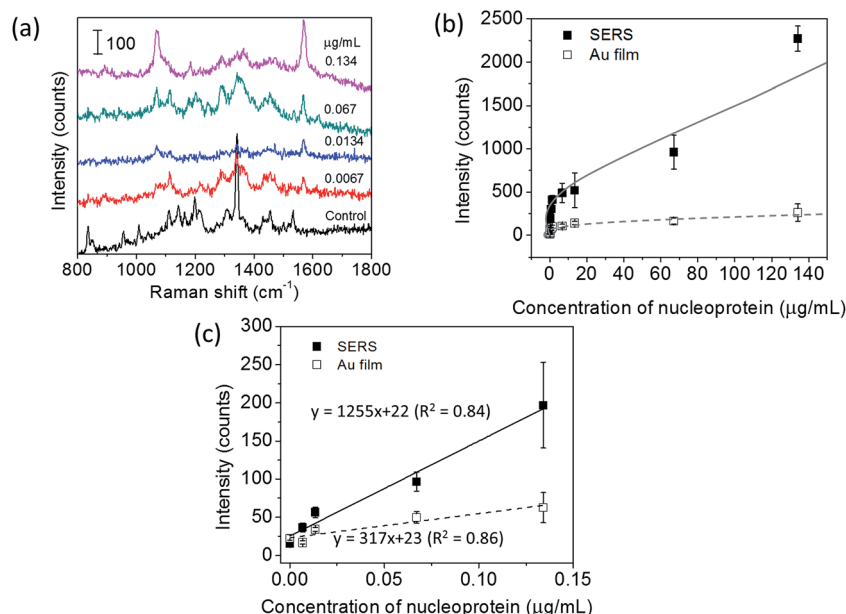 (a)
100
μg/mL
0.134
0.067
0.0134
0.0067
Control
Intensity (counts)
800 1000 1200 1400 1600 1800
Raman shift (cm⁻¹)
(b)
SERS
Au film
2500
2000
1500
1000
500
0
Intensity (counts)
0 20 40 60 80 100 120 140
Concentration of nucleoprotein (μg/mL)
(c)
SERS
Au film
300
250
200
150
100
50
0
Intensity (counts)
y = 1255x+22 (R² = 0.84)
y = 317x+23 (R² = 0.86)
0.00 0.05 0.10 0.15
Concentration of nucleoprotein (μg/mL)